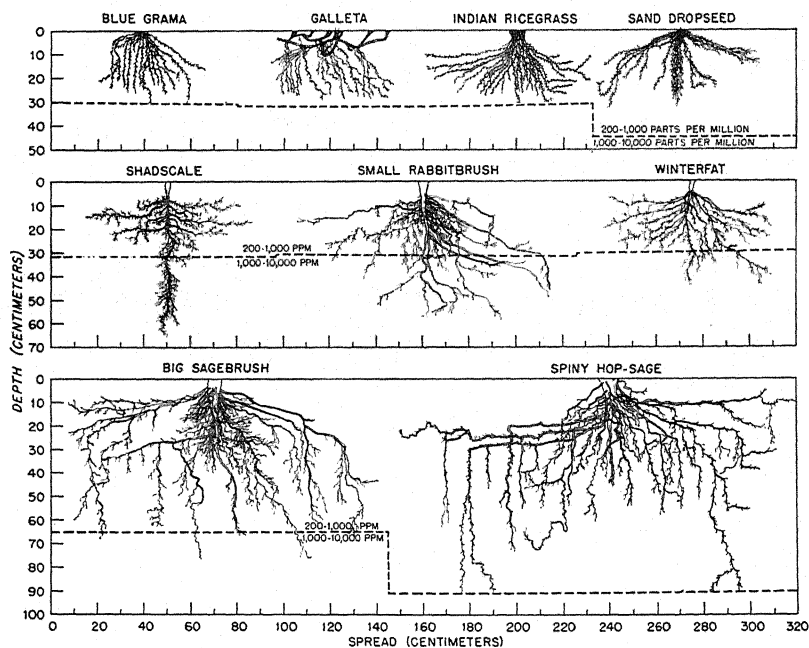 BLUE GRAMA GALLETA INDIAN RICEGRASS SAND DROPSEED
0
10
20
30
40
50
200-1,000 PARTS PER MILLION
1,000-10,000 PARTS PER MILLION
SHADSCALE SMALL RABBITBRUSH WINTERFAT
0
10
20
30
40
50
60
70
200-1,000 PPM
1,000-10,000 PPM
DEPTH (CENTIMETERS)
BIG SAGEBRUSH SPINY HOP-SAGE
0
10
20
30
40
50
60
70
80
90
100
200-1,000 PPM
1,000-10,000 PPM
0 20 40 60 80 100 120 140 160 180 200 220 240 260 280 300 320
SPREAD (CENTIMETERS)